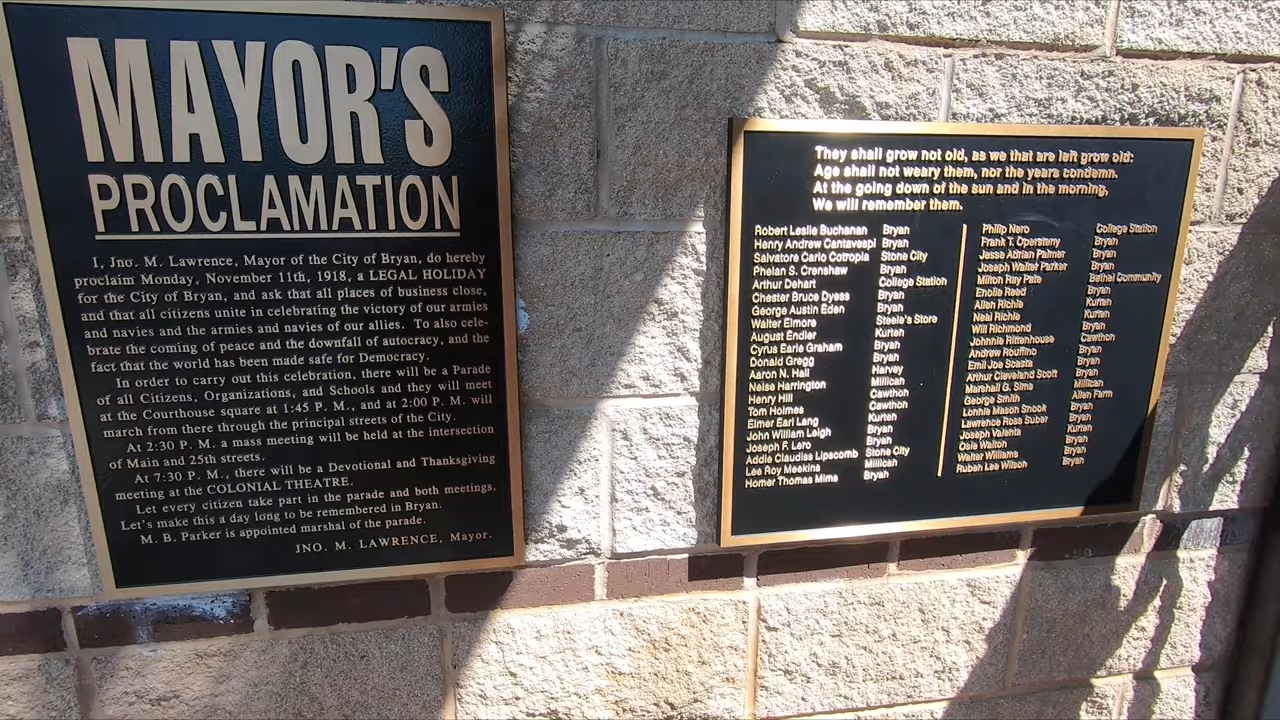 MAYOR'S
PROCLAMATION
I, Jno. M. Lawrence, Mayor of the City of Bryan, do hereby
proclaim Monday, November 11th, 1918, a LEGAL HOLIDAY
for the City of Bryan, and ask that all places of business close,
and that all citizens unite in celebrating the victory of our armies
and navies and the armies and navies of our allies. To also cele-
brate the coming of peace and the downfall of autocracy, and the
fact that the world has been made safe for Democracy.
In order to carry out this celebration, there will be a Parade
of all Citizens, Organizations, and Schools and they will meet
at the Courthouse square at 1:45 P. M., and at 2:00 P. M. will
march from there through the principal streets of the City.
At 2:30 P. M. a mass meeting will be held at the intersection
of Main and 25th streets.
At 7:30 P. M., there will be a Devotional and Thanksgiving
meeting at the COLONIAL THEATRE.
Let every citizen take part in the parade and both meetings.
Let's make this a day long to be remembered in Bryan.
M. B. Parker is appointed marshal of the parade.
JNO. M. LAWRENCE, Mayor.
They shall grow not old, as we that are left grow old:
Age shall not weary them, nor the years condemn.
At the going down of the sun and in the morning,
We will remember them.
Robert Leslie Buchanan Bryan
Henry Andrew Cantaveapl Bryan
Salvatore Carlo Cotropia Stone City
Phelan S. Crenshaw Bryan
Arthur Dehart College Station
Chester Bruce Dyess Bryan
George Austin Eden Bryan
Walter Elmore Steele's Store
August Endler Kurten
Cyrus Earle Graham Bryan
Donald Gregg Bryan
Aaron N. Hall Harvey
Nelse Harrington Millican
Henry Hill Cawthon
Tom Holmes Cawthon
Elmer Earl Lang Kurten
John William Leigh Bryan
Joseph F. Lero Bryan
Addie Claudius Lipscomb Stone City
Lee Roy Meekins Millican
Homer Thomas Mims Bryan
Philip Nero College Station
Frank T. Opersteny Bryan
Jesse Adrian Palmer Bryan
Joseph Walter Parker Bryan
Milton Ray Pate Bethel Community
Enolie Reed Bryan
Allen Richie Kurten
Neal Richie Kurten
Will Richmond Bryan
Johnnie Rittenhouse Cawthon
Andrew Roufino Bryan
Emil Joe Scasta Bryan
Arthur Cleveland Scott Bryan
Marshall G. Sims Millican
George Smith Allen Farm
Lonnie Mason Snook Bryan
Lawrence Ross Suber Bryan
Joseph Valenta Kurten
Osie Walton Bryan
Walter Williams Bryan
Ruben Lee Wilson Bryan